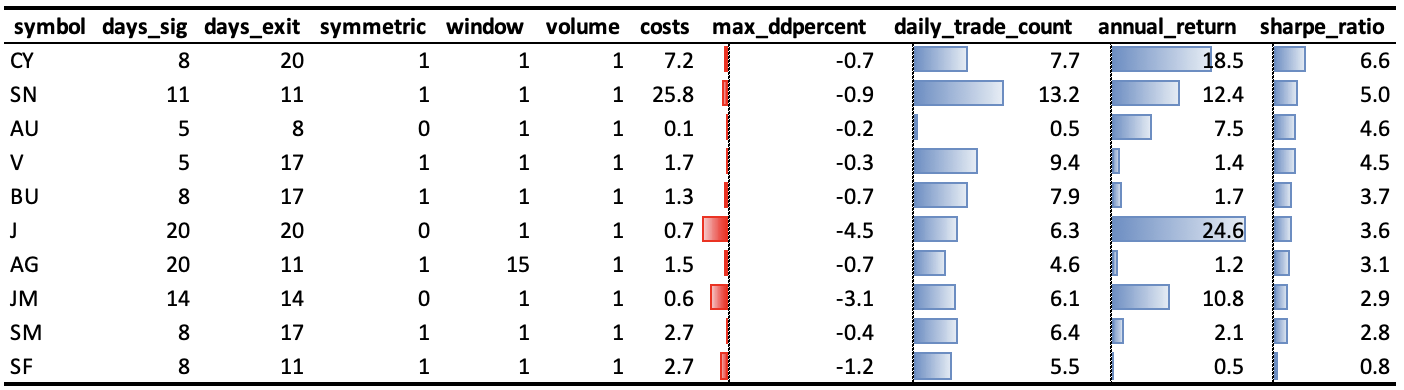 symbol days_sig days_exit symmetric window volume costs max_ddpercent daily_trade_count annual_return sharpe_ratio
CY 8 20 1 1 1 7.2 -0.7 7.7 18.5 6.6
SN 11 11 1 1 1 25.8 -0.9 13.2 12.4 5.0
AU 5 8 0 1 1 0.1 -0.2 0.5 7.5 4.6
V 5 17 1 1 1 1.7 -0.3 9.4 1.4 4.5
BU 8 17 1 1 1 1.3 -0.7 7.9 1.7 3.7
J 20 20 0 1 1 0.7 -4.5 6.3 24.6 3.6
AG 20 11 1 15 1 1.5 -0.7 4.6 1.2 3.1
JM 14 14 0 1 1 0.6 -3.1 6.1 10.8 2.9
SM 8 17 1 1 1 2.7 -0.4 6.4 2.1 2.8
SF 8 11 1 1 1 2.7 -1.2 5.5 0.5 0.8